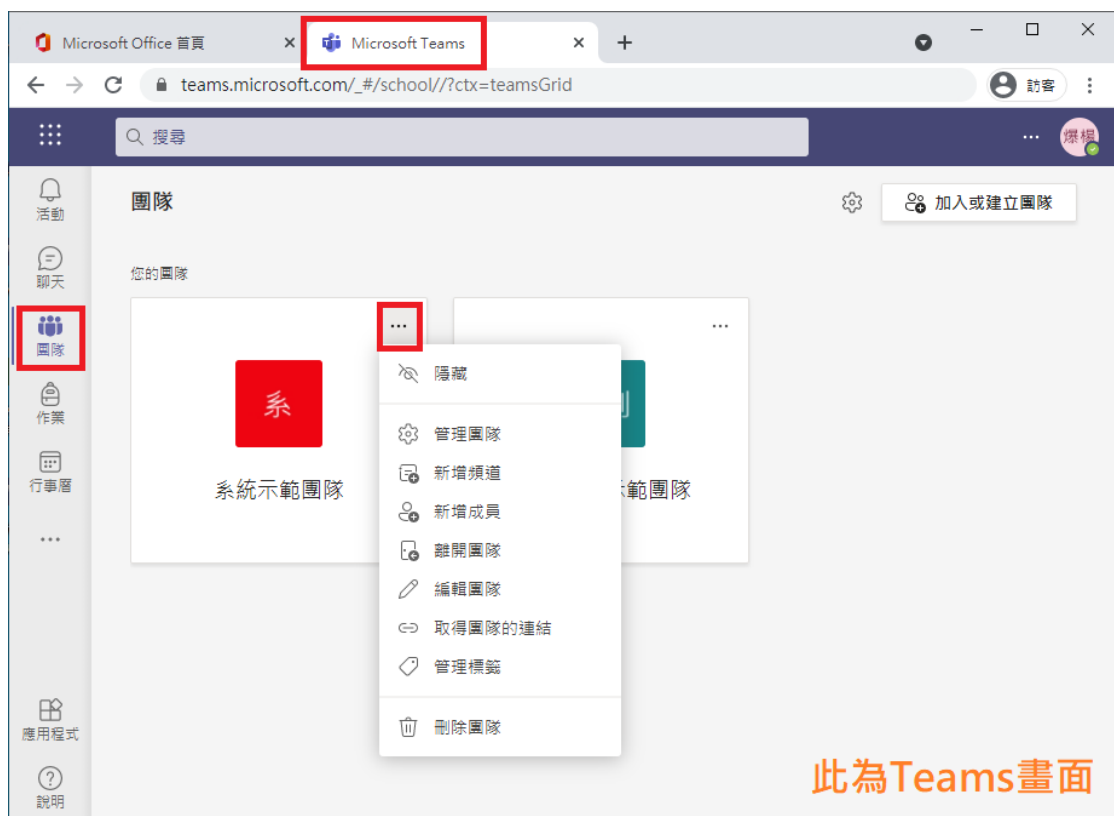 Microsoft Office 首頁
Microsoft Teams
teams.microsoft.com/_#/school//?ctx=teamsGrid
訪客
搜尋
爆楊
活動
聊天
團隊
作業
行事曆
應用程式
說明
團隊
加入或建立團隊
您的團隊
系
系統示範團隊
範團隊
隱藏
管理團隊
新增頻道
新增成員
離開團隊
編輯團隊
取得團隊的連結
管理標籤
刪除團隊
此為Teams畫面